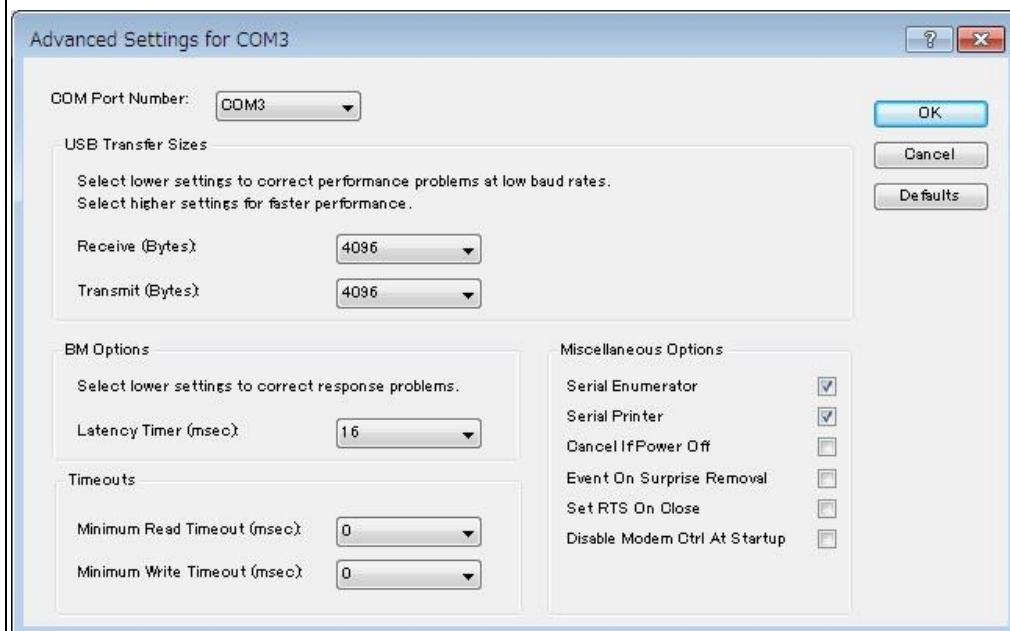 Advanced Settings for COM3
COM Port Number: COM3
OK
Cancel
Defaults
USB Transfer Sizes
Select lower settings to correct performance problems at low baud rates.
Select higher settings for faster performance.
Receive (Bytes): 4096
Transmit (Bytes): 4096
BM Options
Select lower settings to correct response problems.
Latency Timer (msec): 16
Timeouts
Minimum Read Timeout (msec): 0
Minimum Write Timeout (msec): 0
Miscellaneous Options
Serial Enumerator
Serial Printer
Cancel If Power Off
Event On Surprise Removal
Set RTS On Close
Disable Modem Ctrl At Startup